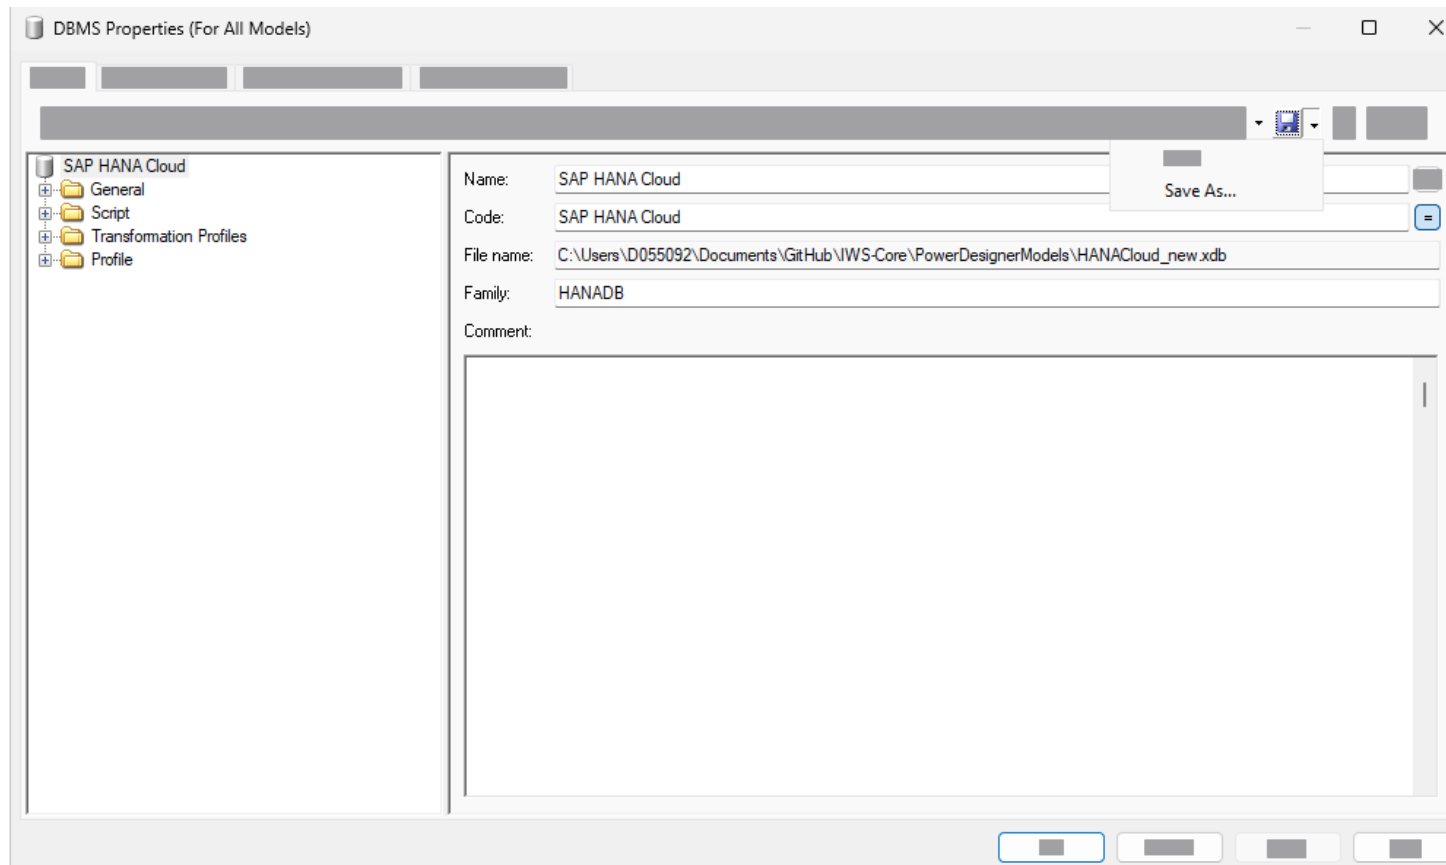 DBMS Properties (For All Models)
SAP HANA Cloud
General
Script
Transformation Profiles
Profile
Save As...
Name: SAP HANA Cloud
Code: SAP HANA Cloud
=
File name: C:\Users\D055092\Documents\GitHub\IWS-Core\PowerDesignerModels\HANACloud_new.xdb
Family: HANADB
Comment: